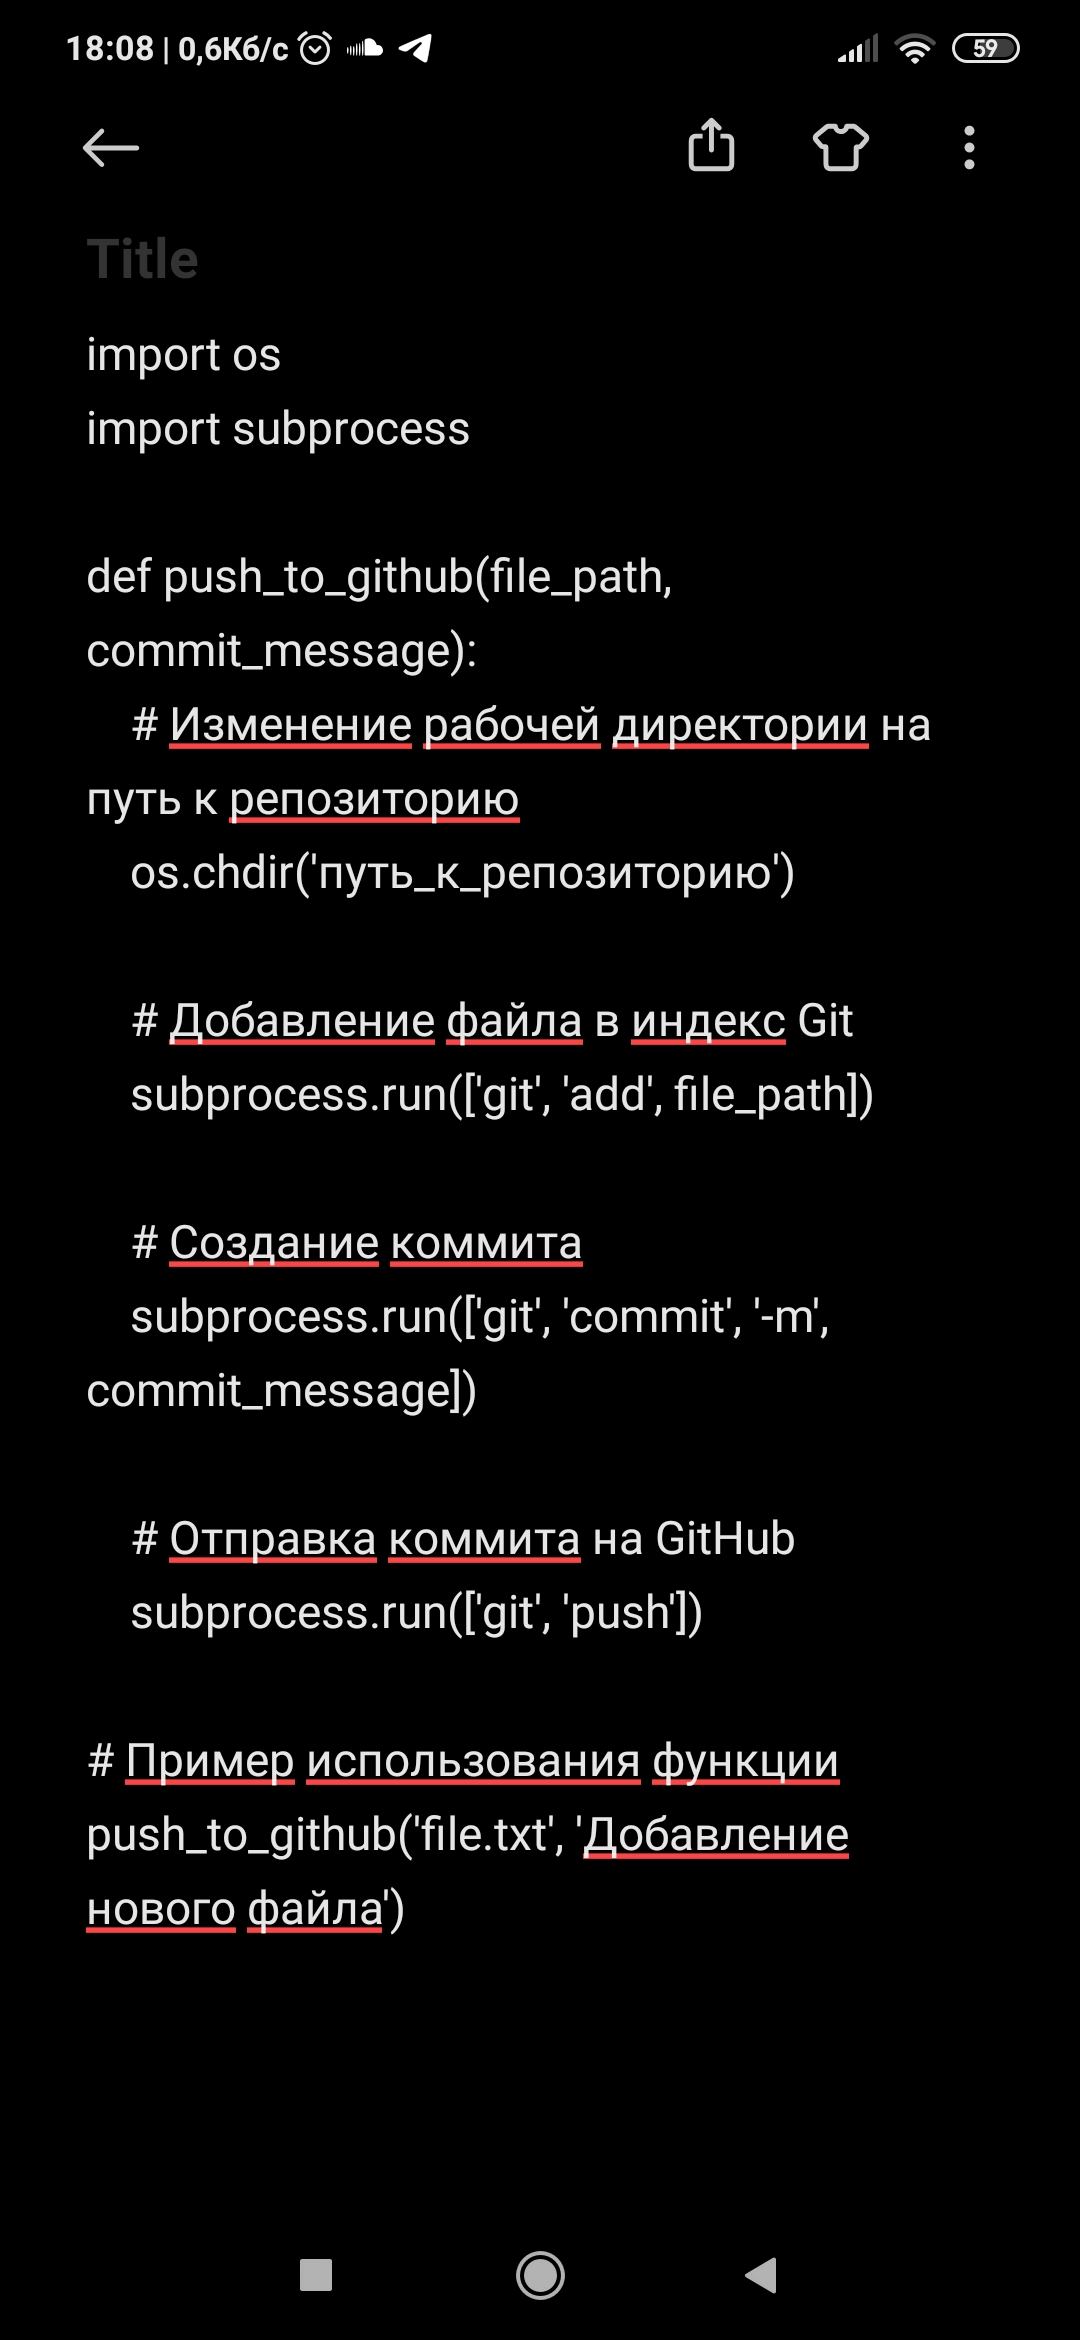 18:08 | 0,6Кб/с
59
Title
import os
import subprocess
def push_to_github(file_path,
commit_message):
# Изменение рабочей директории на
путь к репозиторию
os.chdir('путь_к_репозиторию')
# Добавление файла в индекс Git
subprocess.run(['git', 'add', file_path])
# Создание коммита
subprocess.run(['git', 'commit', '-m',
commit_message])
# Отправка коммита на GitHub
subprocess.run(['git', 'push'])
# Пример использования функции
push_to_github('file.txt', 'Добавление
нового файла')